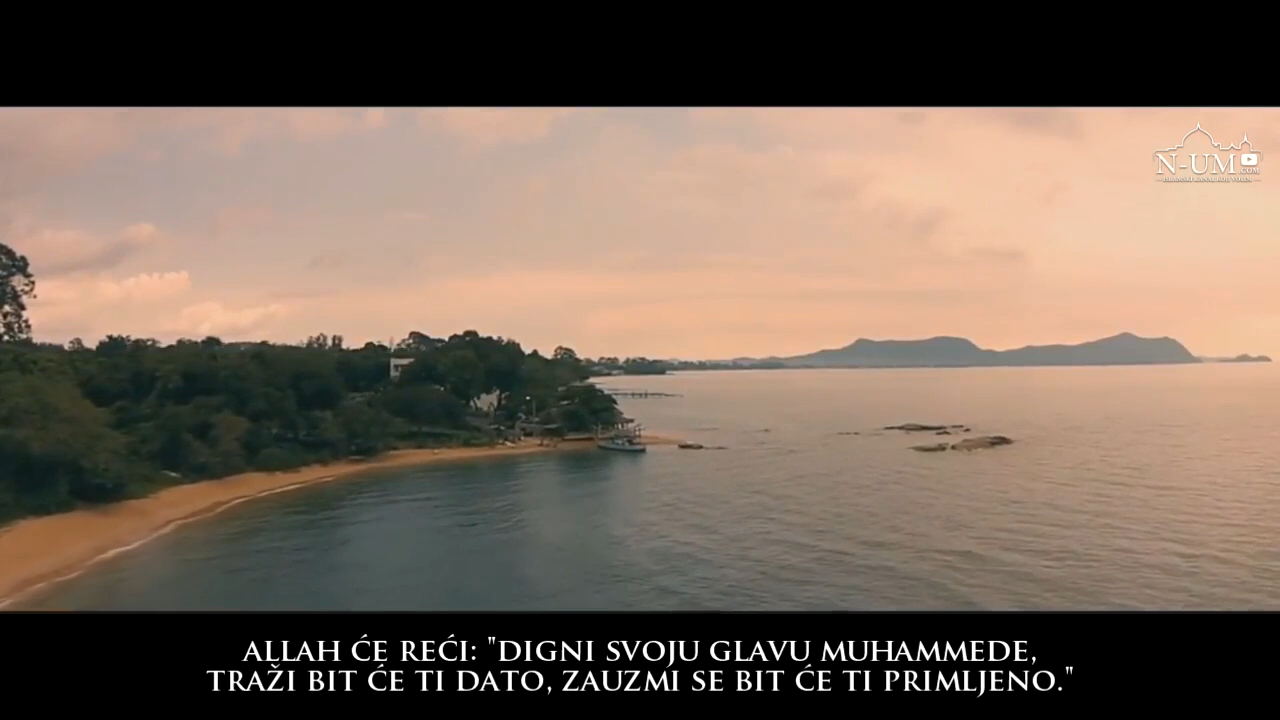 N-UM
.COM
ALLAH ĆE REĆI: "DIGNI SVOJU GLAVU MUHAMMEDE,
TRAŽI BIT ĆE TI DATO, ZAUZMI SE BIT ĆE TI PRIMLJENO."